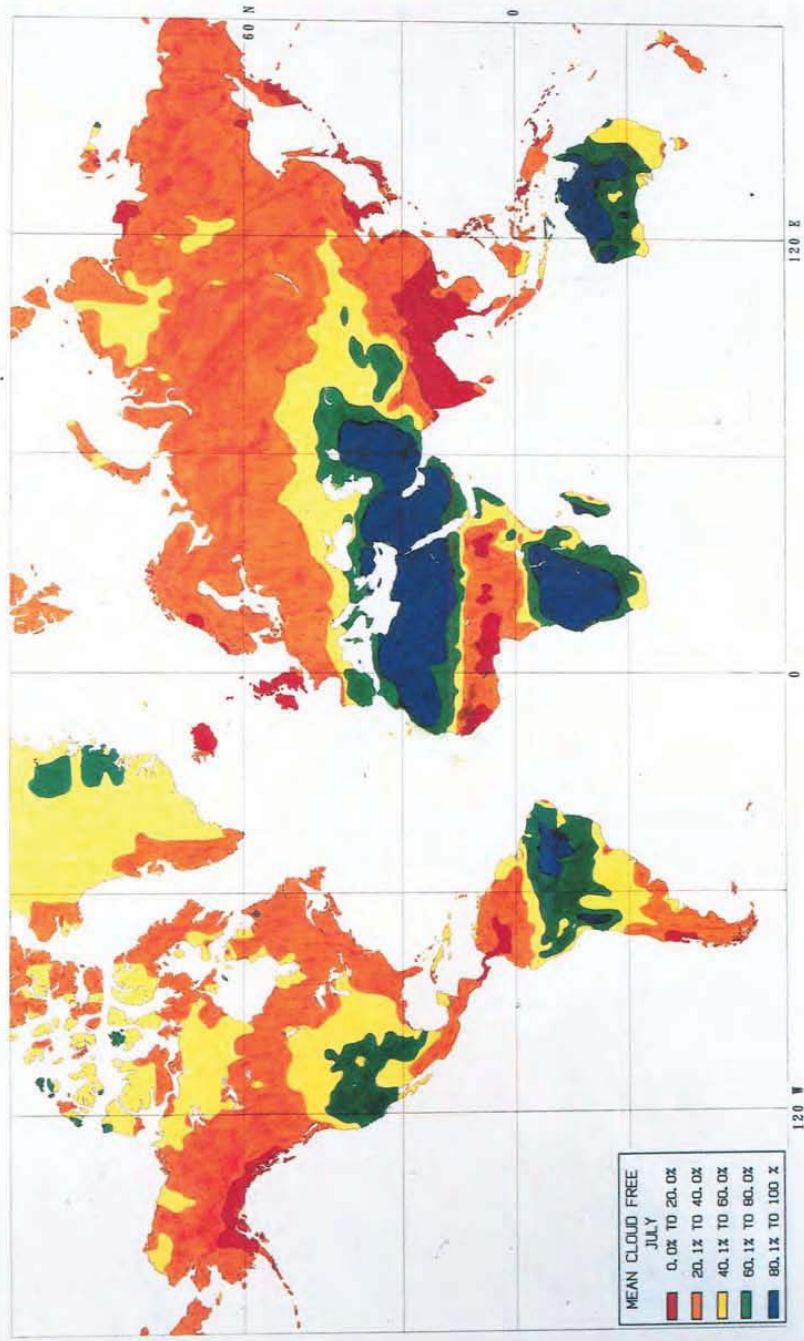 60 N
0
120 W
0
120 E
MEAN CLOUD FREE
JULY
0.0% TO 20.0%
20.1% TO 40.0%
40.1% TO 60.0%
60.1% TO 80.0%
80.1% TO 100 %